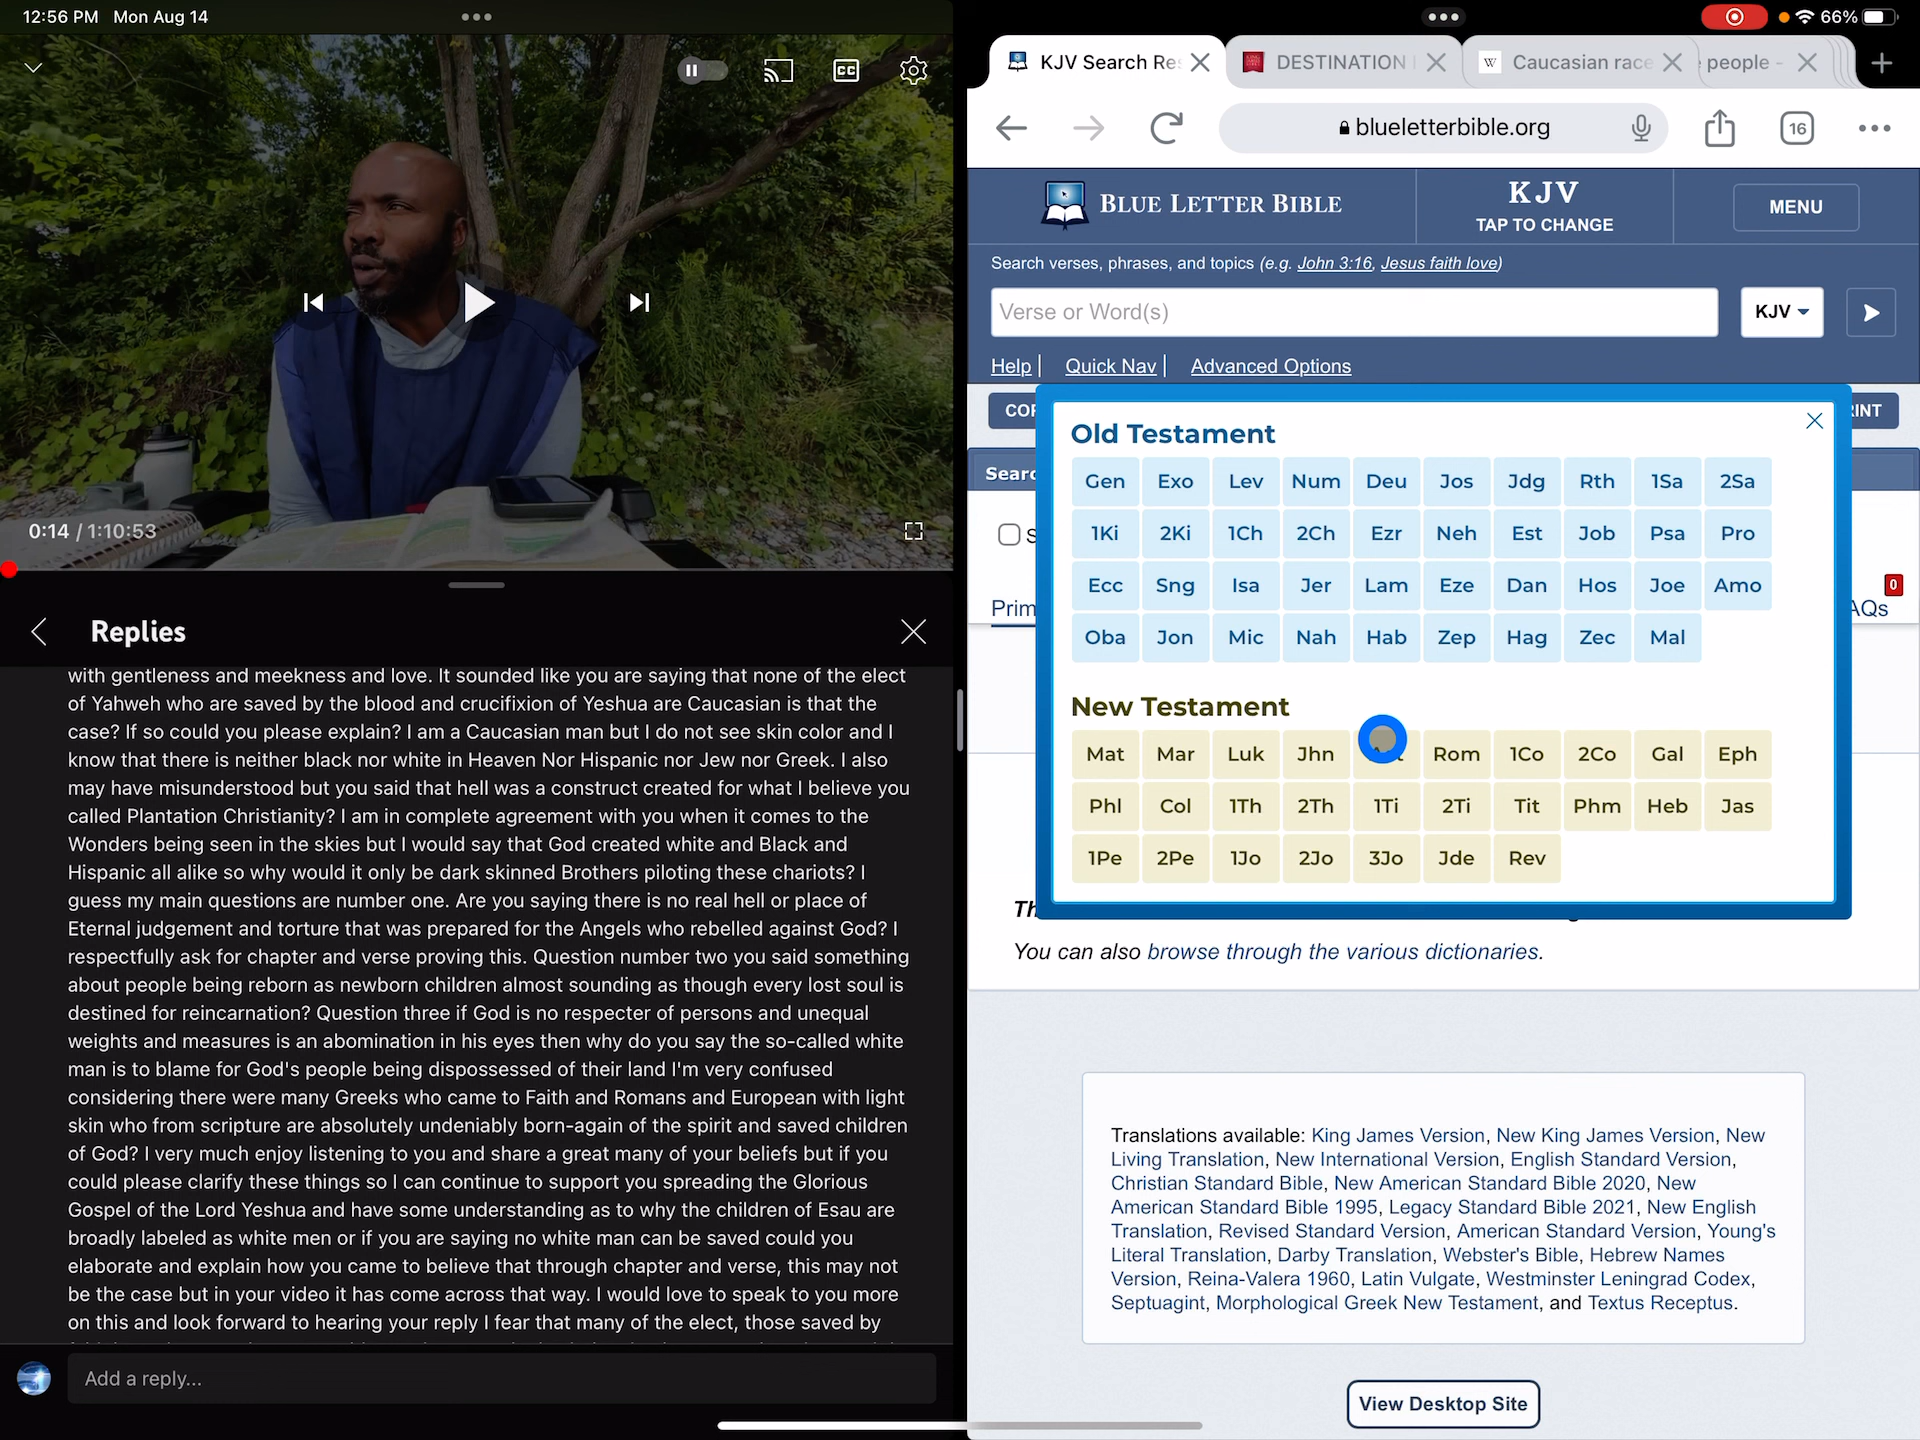 12:56 PM Mon Aug 14
CC
0:14 / 1:10:53
Replies
with gentleness and meekness and love. It sounded like you are saying that none of the elect
of Yahweh who are saved by the blood and crucifixion of Yeshua are Caucasian is that the
case? If so could you please explain? I am a Caucasian man but I do not see skin color and I
know that there is neither black nor white in Heaven Nor Hispanic nor Jew nor Greek. I also
may have misunderstood but you said that hell was a construct created for what I believe you
called Plantation Christianity? I am in complete agreement with you when it comes to the
Wonders being seen in the skies but I would say that God created white and Black and
Hispanic all alike so why would it only be dark skinned Brothers piloting these chariots? I
guess my main questions are number one. Are you saying there is no real hell or place of
Eternal judgement and torture that was prepared for the Angels who rebelled against God? I
respectfully ask for chapter and verse proving this. Question number two you said something
about people being reborn as newborn children almost sounding as though every lost soul is
destined for reincarnation? Question three if God is no respecter of persons and unequal
weights and measures is an abomination in his eyes then why do you say the so-called white
man is to blame for God's people being dispossessed of their land I'm very confused
considering there were many Greeks who came to Faith and Romans and European with light
skin who from scripture are absolutely undeniably born-again of the spirit and saved children
of God? I very much enjoy listening to you and share a great many of your beliefs but if you
could please clarify these things so I can continue to support you spreading the Glorious
Gospel of the Lord Yeshua and have some understanding as to why the children of Esau are
broadly labeled as white men or if you are saying no white man can be saved could you
elaborate and explain how you came to believe that through chapter and verse, this may not
be the case but in your video it has come across that way. I would love to speak to you more
on this and look forward to hearing your reply I fear that many of the elect, those saved by
Add a reply...
66%
KJV Search Re DESTINATION W Caucasian race people -
blueletterbible.org 16
BLUE LETTER BIBLE KJV MENU
TAP TO CHANGE
Search verses, phrases, and topics (e.g. John 3:16, Jesus faith love)
Verse or Word(s) KJV
Help | Quick Nav | Advanced Options
COP RINT
Searc
S
Prim AQs 0
Old Testament
Gen Exo Lev Num Deu Jos Jdg Rth 1Sa 2Sa
1Ki 2Ki 1Ch 2Ch Ezr Neh Est Job Psa Pro
Ecc Sng Isa Jer Lam Eze Dan Hos Joe Amo
Oba Jon Mic Nah Hab Zep Hag Zec Mal
New Testament
Mat Mar Luk Jhn Rom 1Co 2Co Gal Eph
Phl Col 1Th 2Th 1Ti 2Ti Tit Phm Heb Jas
1Pe 2Pe 1Jo 2Jo 3Jo Jde Rev
Th
You can also browse through the various dictionaries.
Translations available: King James Version, New King James Version, New
Living Translation, New International Version, English Standard Version,
Christian Standard Bible, New American Standard Bible 2020, New
American Standard Bible 1995, Legacy Standard Bible 2021, New English
Translation, Revised Standard Version, American Standard Version, Young's
Literal Translation, Darby Translation, Webster's Bible, Hebrew Names
Version, Reina-Valera 1960, Latin Vulgate, Westminster Leningrad Codex,
Septuagint, Morphological Greek New Testament, and Textus Receptus.
View Desktop Site